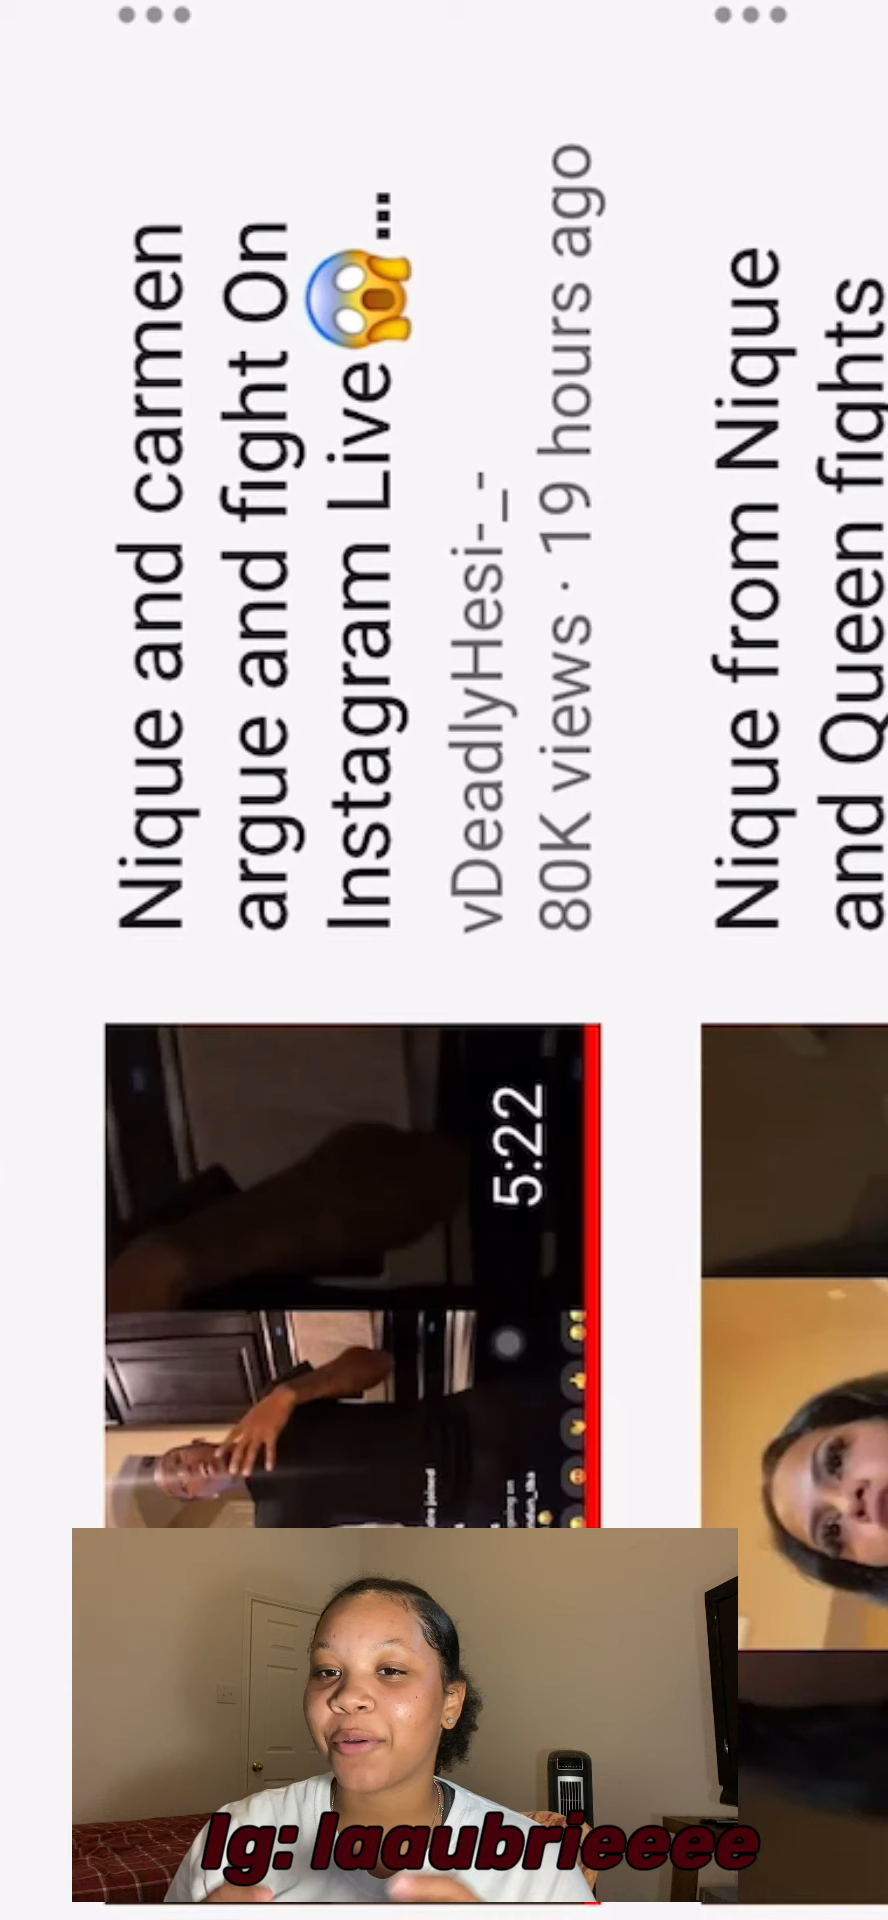 Nique and carmen
argue and fight On
Instagram Live😱...
vDeadlyHesi-_-
80K views · 19 hours ago
5:22
Nique from Nique
and Queen fights
Ig: laaubrieeee